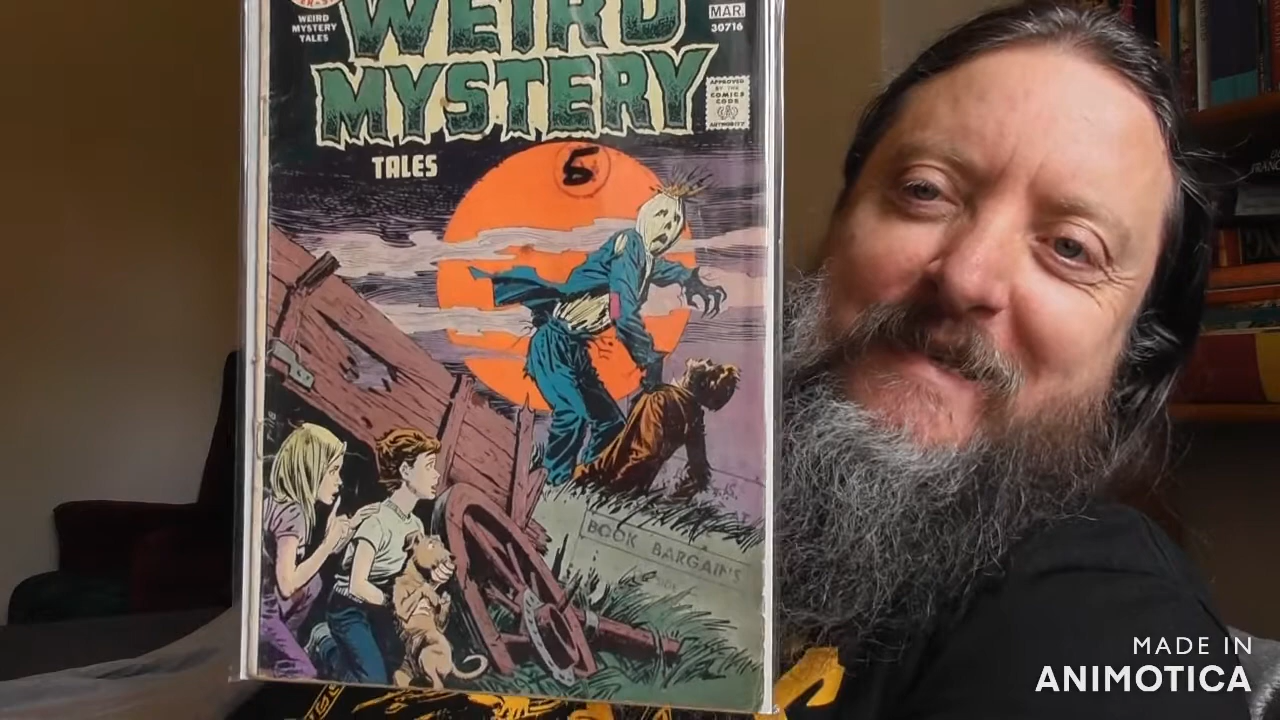 WEIRD
MYSTERY
TALES
WEIRD
MYSTERY
TALES
MAR
30716
APPROVED
BY THE
COMICS
CODE
AUTHORITY
6
BOOK BARGAINS
MADE IN
ANIMOTICA